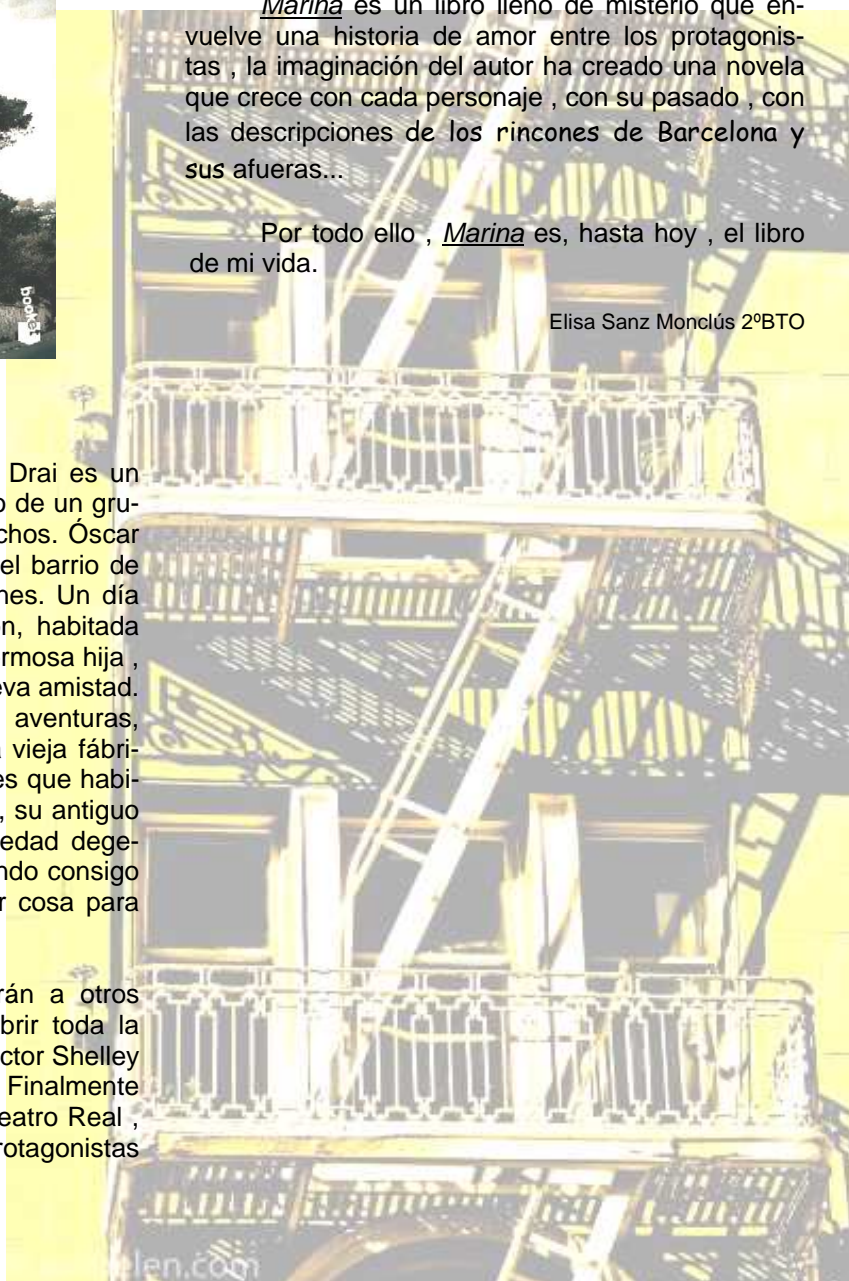 Drai es un
o de un gru-
chos. Óscar
el barrio de
nes. Un día
n, habitada
rmosa hija ,
eva amistad.
aventuras,
a vieja fábri-
es que habi-
, su antiguo
edad dege-
ndo consigo
r cosa para
rán a otros
brir toda la
ctor Shelley
Finalmente
eatro Real ,
rotagonistas
Marina es un libro lleno de misterio que en-
vuelve una historia de amor entre los protagonis-
tas , la imaginación del autor ha creado una novela
que crece con cada personaje , con su pasado , con
las descripciones de los rincones de Barcelona y
sus afueras...
Por todo ello , Marina es, hasta hoy , el libro
de mi vida.
Elisa Sanz Monclús 2ºBTO
booket
len.com